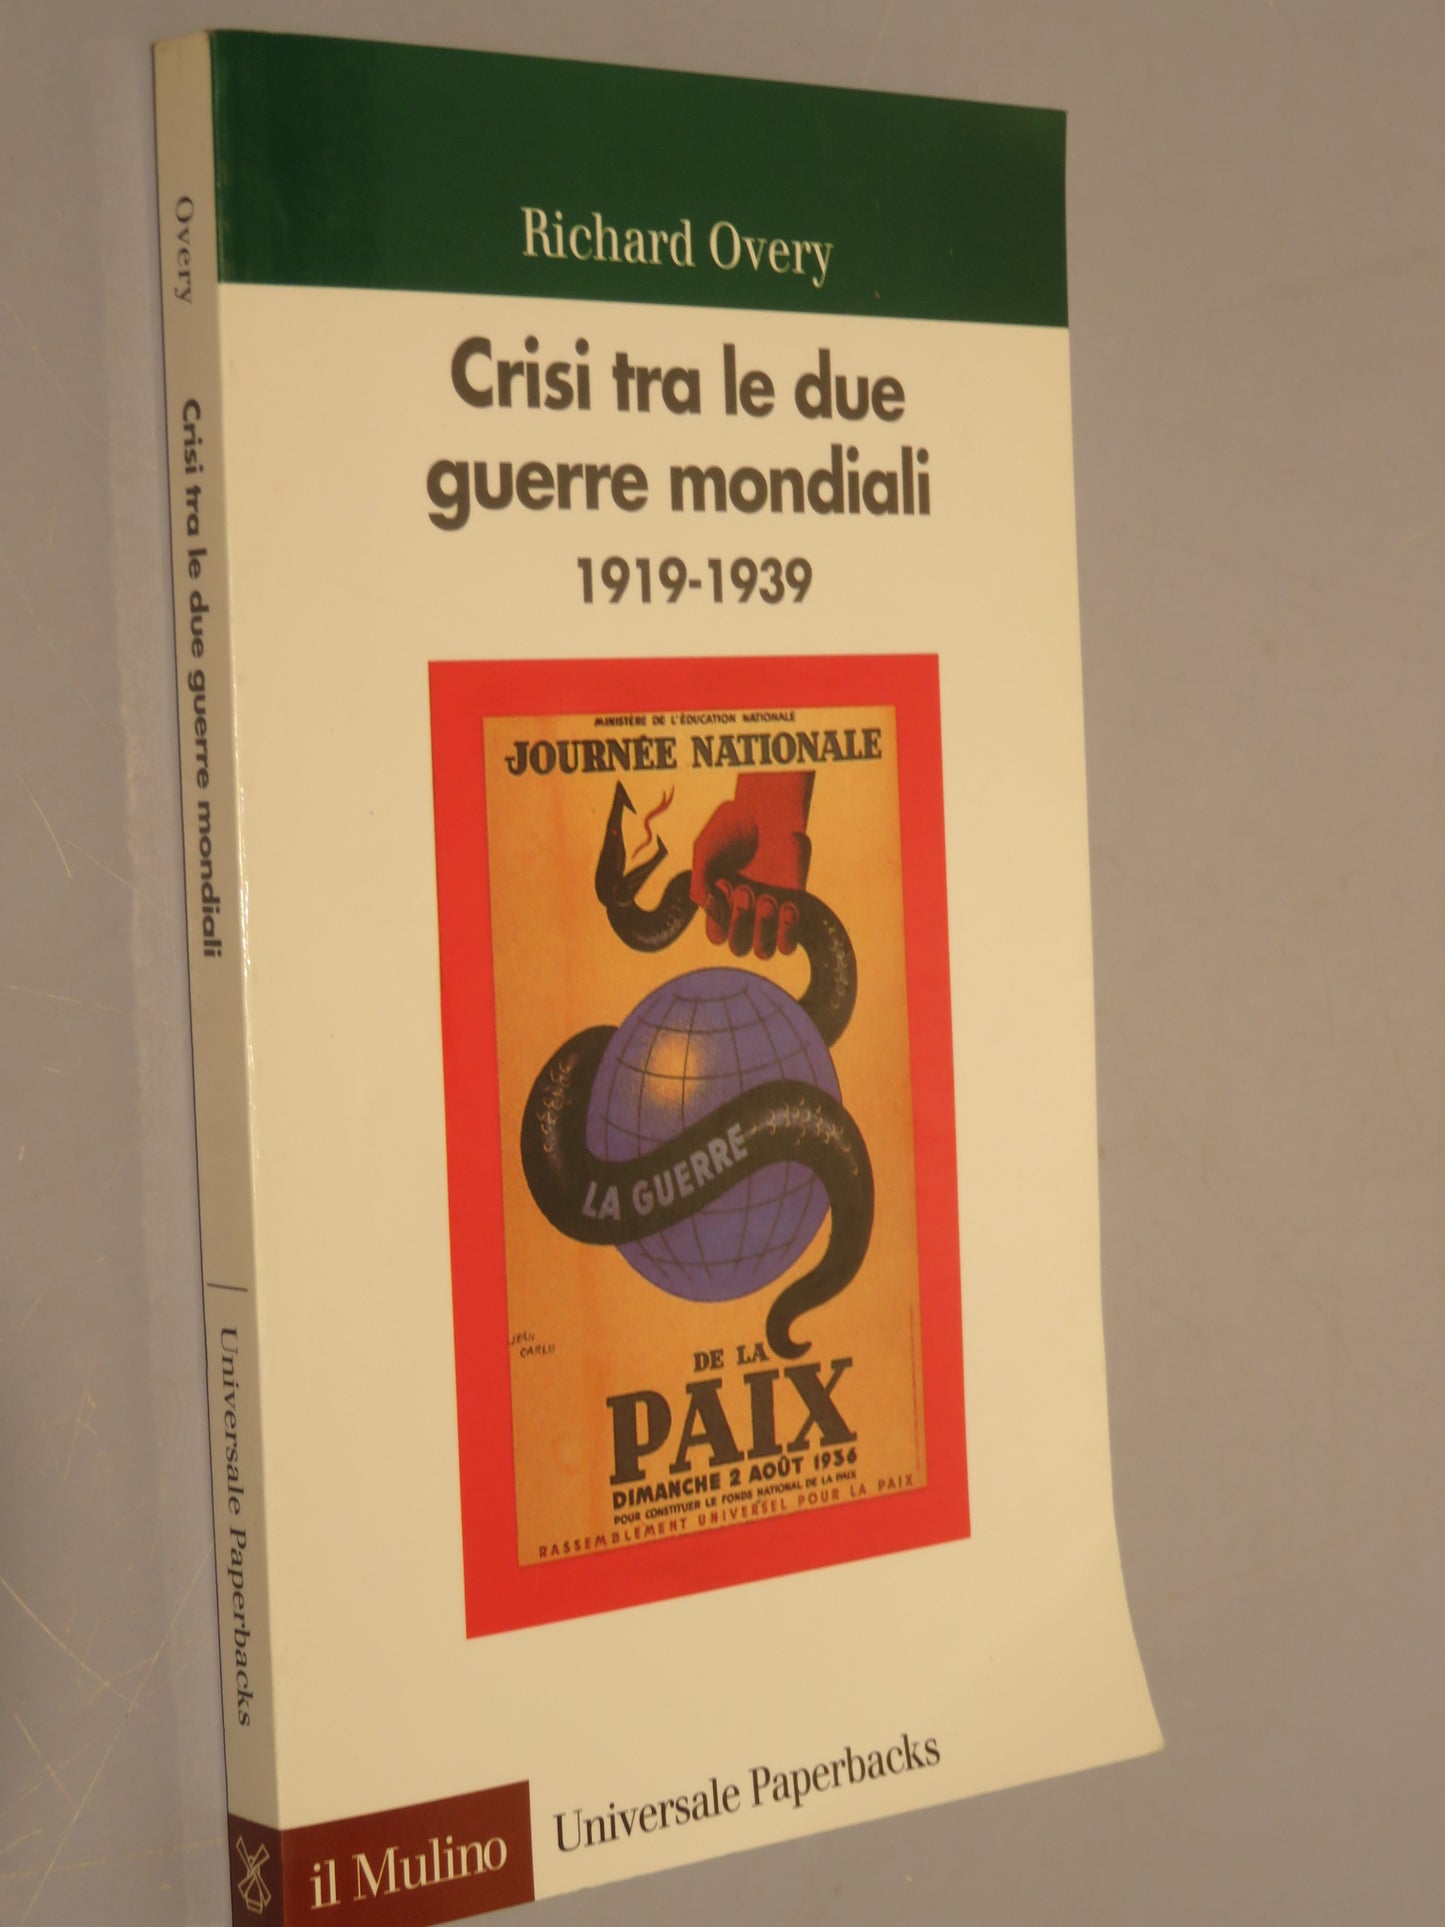 Richard Overy
Crisi tra le due
guerre mondiali
1919-1939
MINISTÈRE DE L'ÉDUCATION NATIONALE
JOURNÉE NATIONALE
LA GUERRE
JEAN
CARLU
DE LA
PAIX
DIMANCHE 2 AOÛT 1936
POUR CONSTITUER LE FONDS NATIONAL DE LA PAIX
RASSEMBLEMENT UNIVERSEL POUR LA PAIX
il Mulino
Universale Paperbacks
Overy
Crisi tra le due guerre mondiali
Universale Paperbacks